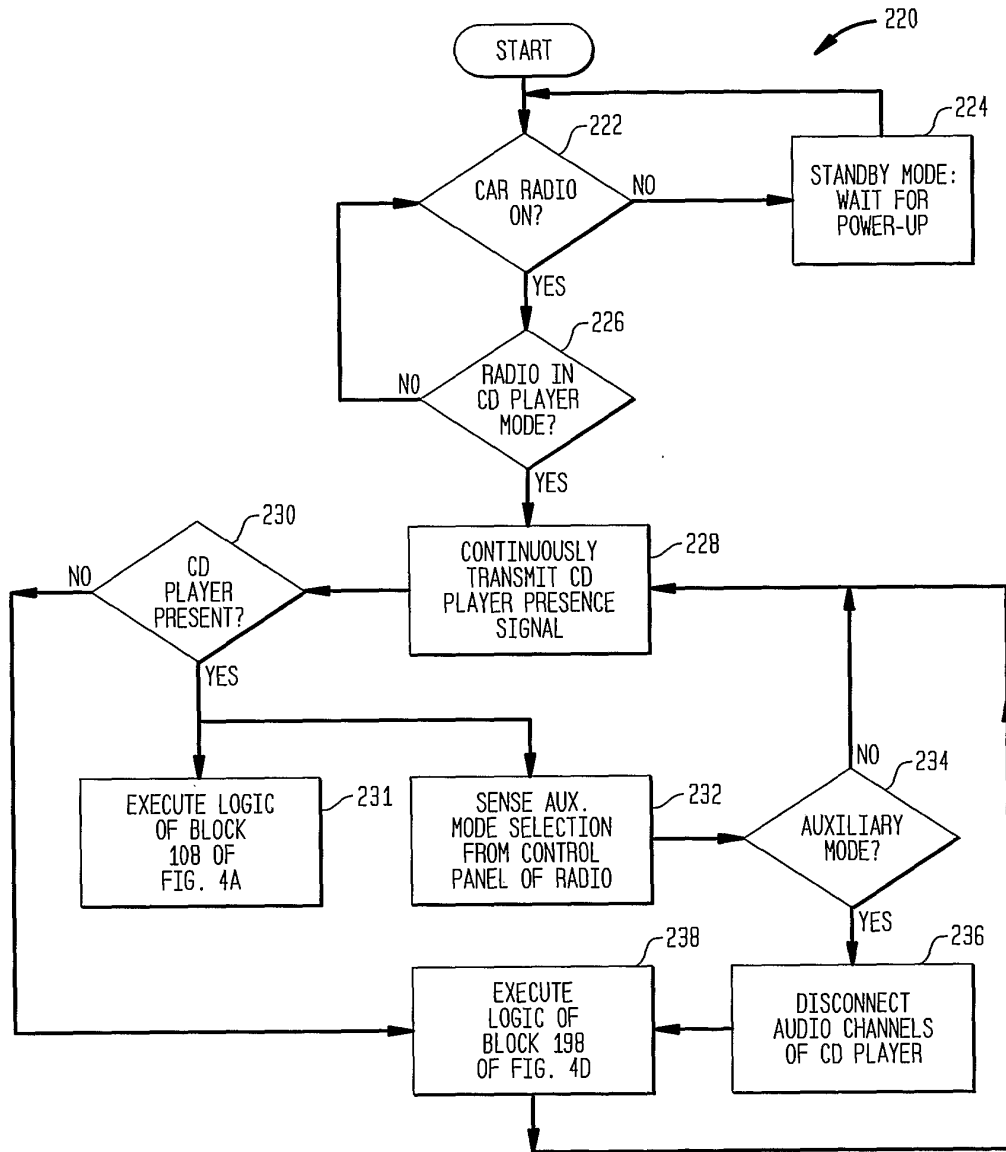 220
START
222
224
CAR RADIO
ON?
NO
STANDBY MODE:
WAIT FOR
POWER-UP
YES
226
NO
RADIO IN
CD PLAYER
MODE?
YES
230
228
NO
CD
PLAYER
PRESENT?
CONTINUOUSLY
TRANSMIT CD
PLAYER PRESENCE
SIGNAL
YES
NO
234
231
232
EXECUTE LOGIC
OF BLOCK
108 OF
FIG. 4A
SENSE AUX.
MODE SELECTION
FROM CONTROL
PANEL OF RADIO
AUXILIARY
MODE?
YES
238
236
EXECUTE
LOGIC OF
BLOCK 198
OF FIG. 4D
DISCONNECT
AUDIO CHANNELS
OF CD PLAYER